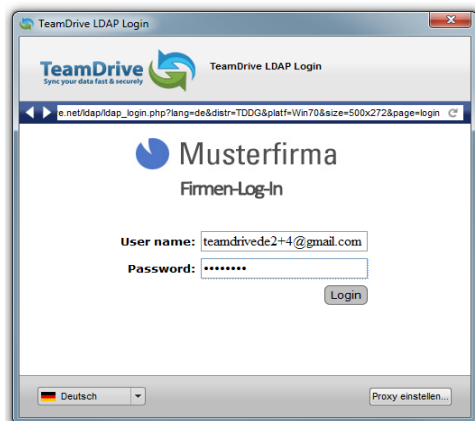 TeamDrive LDAP Login
TeamDrive
Sync your data fast & securely
TeamDrive LDAP Login
e.net/ldap/ldap_login.php?lang=de&distr=TDDG&platf=Win70&size=500x272&page=login
Musterfirma
Firmen-Log-In
User name: teamdrivede2+4@gmail.com
Password: ••••••••
Login
Deutsch
Proxy einstellen...